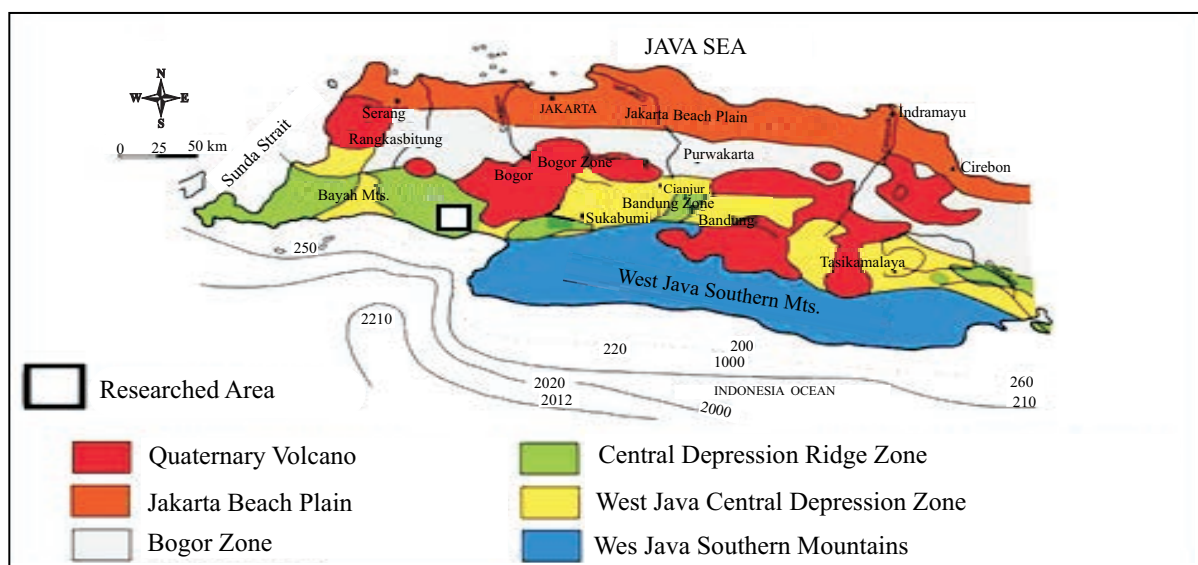 JAVA SEA
N
W E
S
0 25 50 km
Sunda Strait
Serang
JAKARTA
Jakarta Beach Plain
Indramayu
Rangkasbitung
Bogor Zone
Purwakarta
Cirebon
Bogor
Bayah Mts.
Cianjur
Bandung Zone
Sukabumi
Bandung
Tasikamalaya
250
West Java Southern Mts.
2210
220
200
1000
2020
2012
2000
INDONESIA OCEAN
260
210
Researched Area
Quaternary Volcano
Jakarta Beach Plain
Bogor Zone
Central Depression Ridge Zone
West Java Central Depression Zone
Wes Java Southern Mountains